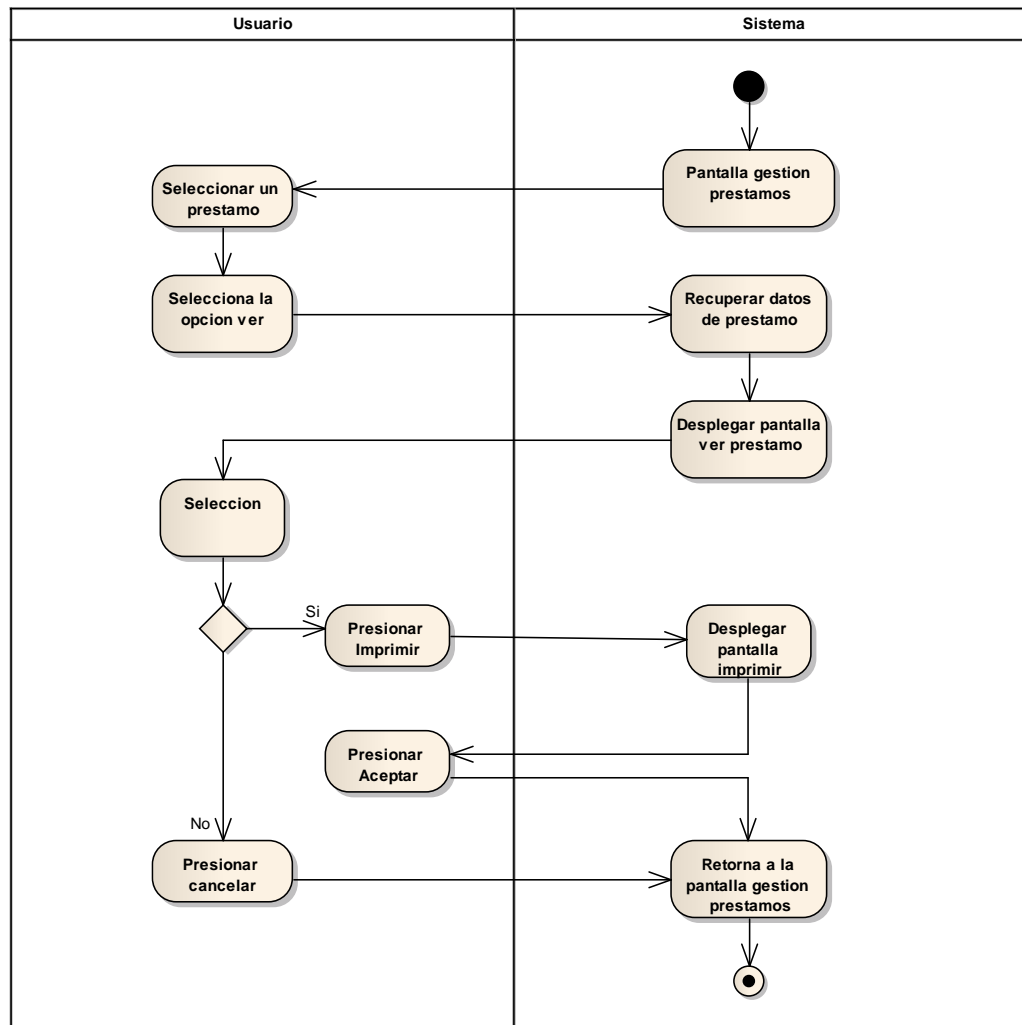 Usuario
Sistema
Pantalla gestion
prestamos
Seleccionar un
prestamo
Selecciona la
opcion ver
Recuperar datos
de prestamo
Desplegar pantalla
ver prestamo
Seleccion
Si
Presionar
Imprimir
Desplegar
pantalla
imprimir
Presionar
Aceptar
No
Presionar
cancelar
Retorna a la
pantalla gestion
prestamos